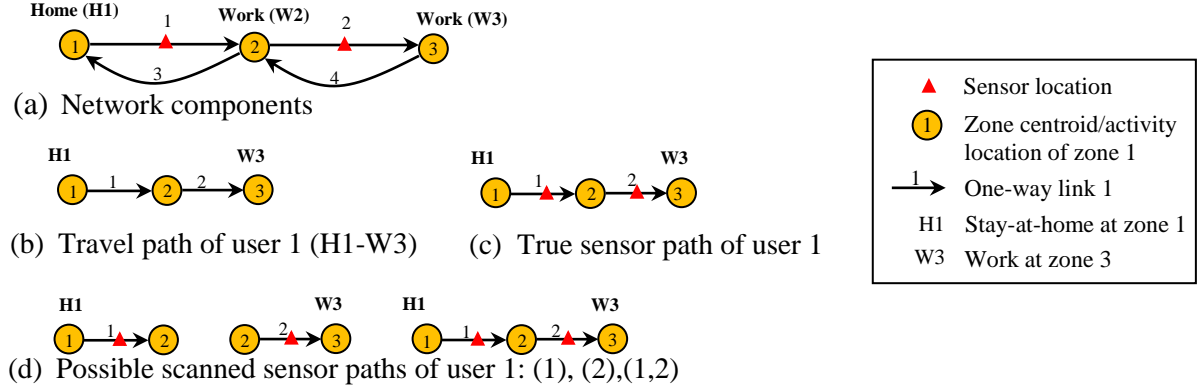 Home (H1) 1 Work (W2) 2 Work (W3)
1 2 3
3 4
(a) Network components
H1 W3
1 1 2 2 3
(b) Travel path of user 1 (H1-W3)
H1 W3
1 1 2 2 3
(c) True sensor path of user 1
H1 W3 H1 W3
1 1 2 2 2 3 1 1 2 2 3
(d) Possible scanned sensor paths of user 1: (1), (2),(1,2)
Sensor location
1 Zone centroid/activity
location of zone 1
1 One-way link 1
H1 Stay-at-home at zone 1
W3 Work at zone 3